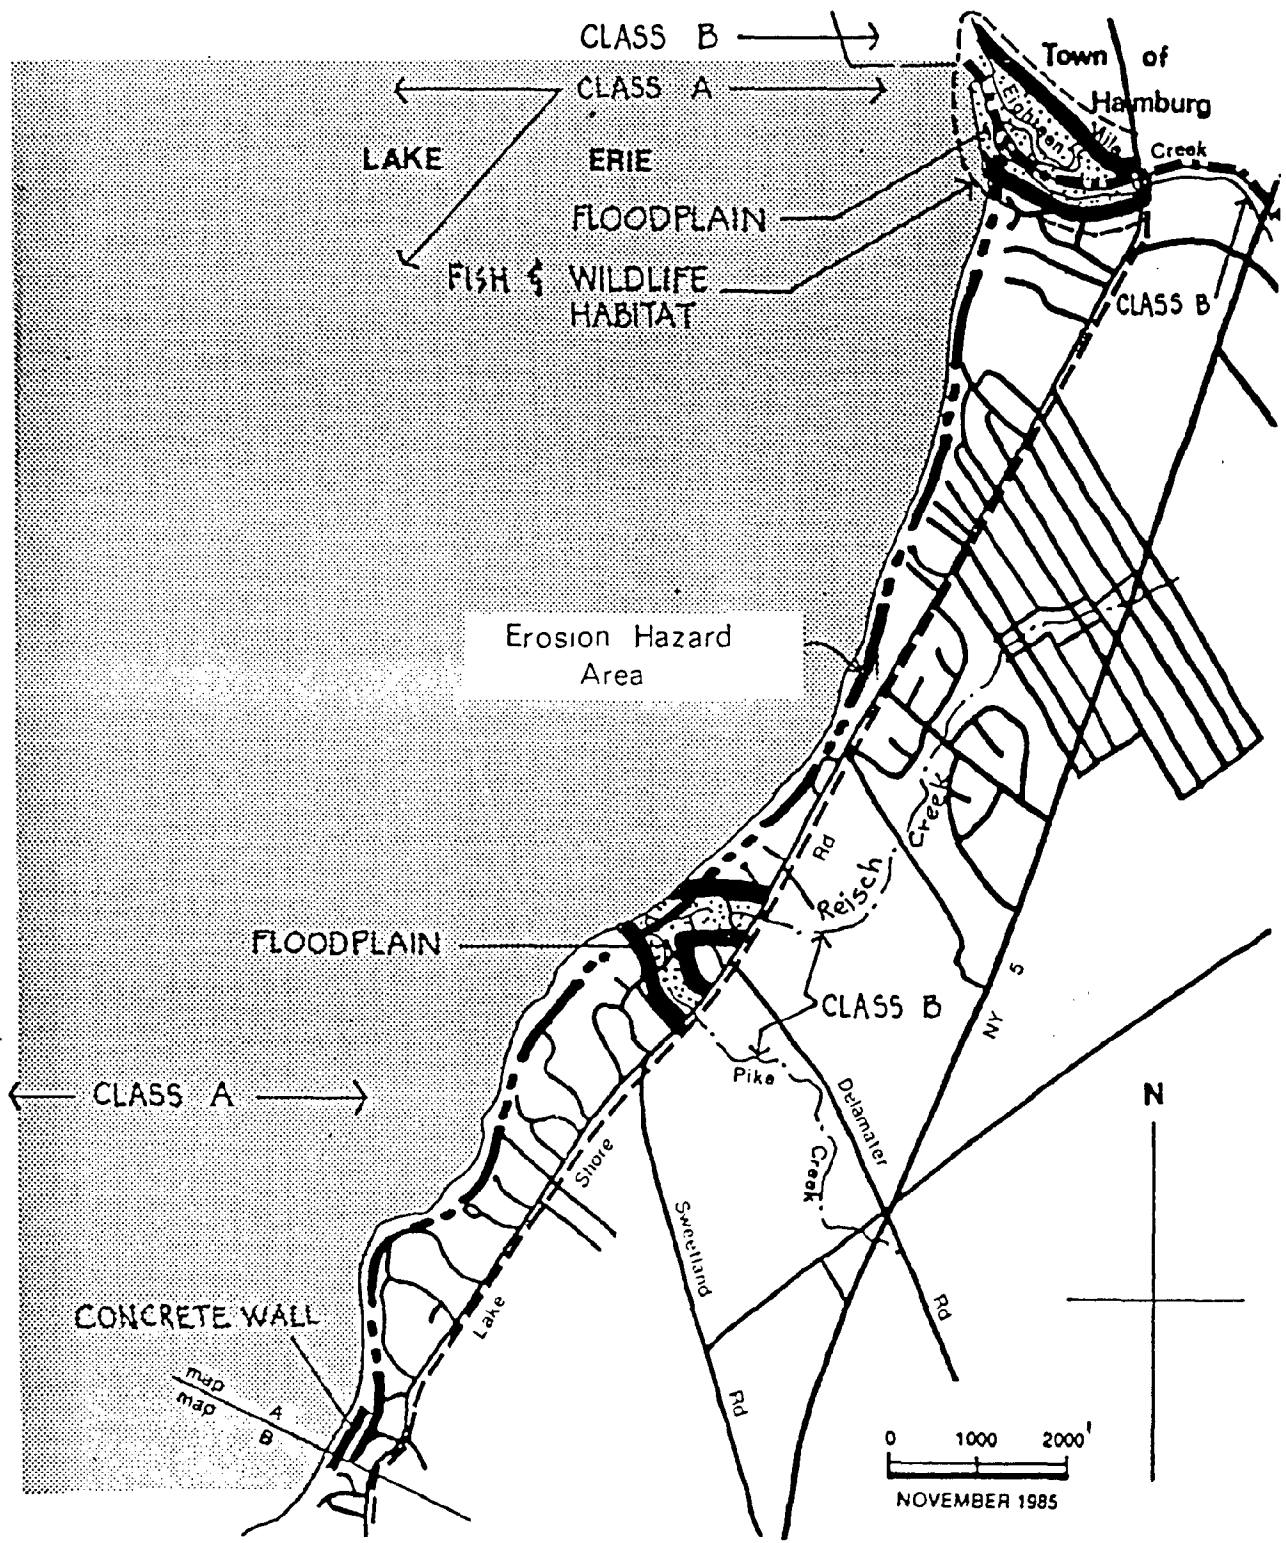 CLASS B
CLASS A
Town of
Hamburg
LAKE ERIE
Eighteen Mile Creek
FLOODPLAIN
FISH & WILDLIFE
HABITAT
CLASS B
Erosion Hazard
Area
Rd
Reisch Creek
FLOODPLAIN
CLASS B
NY 5
Pike
Creek
Delamater
Rd
CLASS A
N
Shore
Sweetland
Rd
Lake
CONCRETE WALL
map A
map B
0 1000 2000'
NOVEMBER 1985